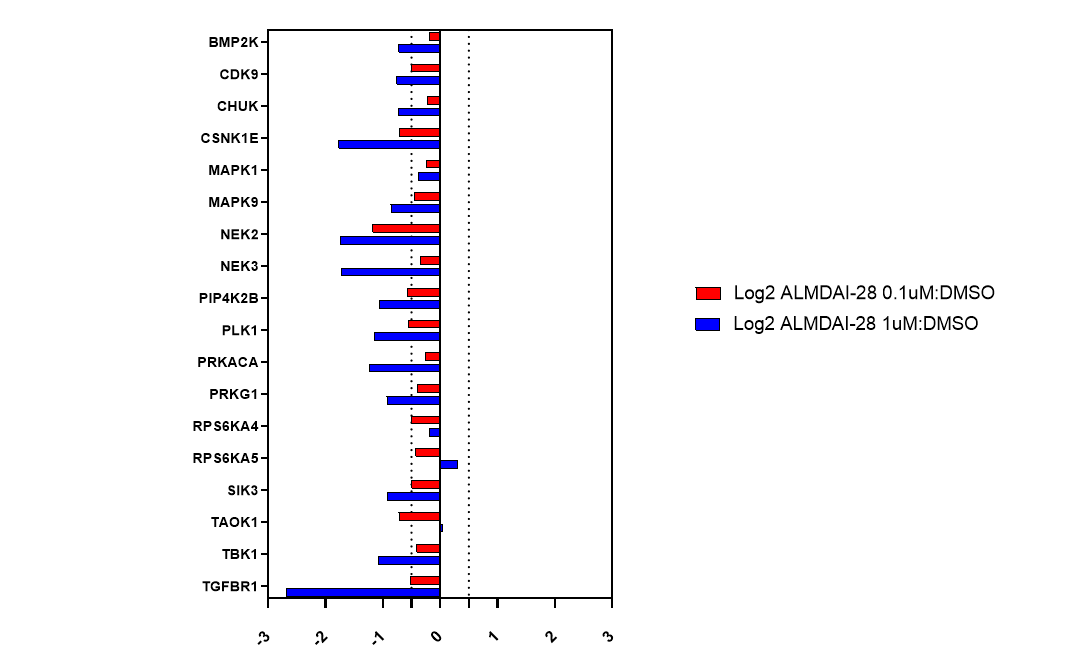 BMP2K
CDK9
CHUK
CSNK1E
MAPK1
MAPK9
NEK2
NEK3
PIP4K2B
PLK1
PRKACA
PRKG1
RPS6KA4
RPS6KA5
SIK3
TAOK1
TBK1
TGFBR1
-3 -2 -1 0 1 2 3
Log2 ALMDAI-28 0.1uM:DMSO
Log2 ALMDAI-28 1uM:DMSO